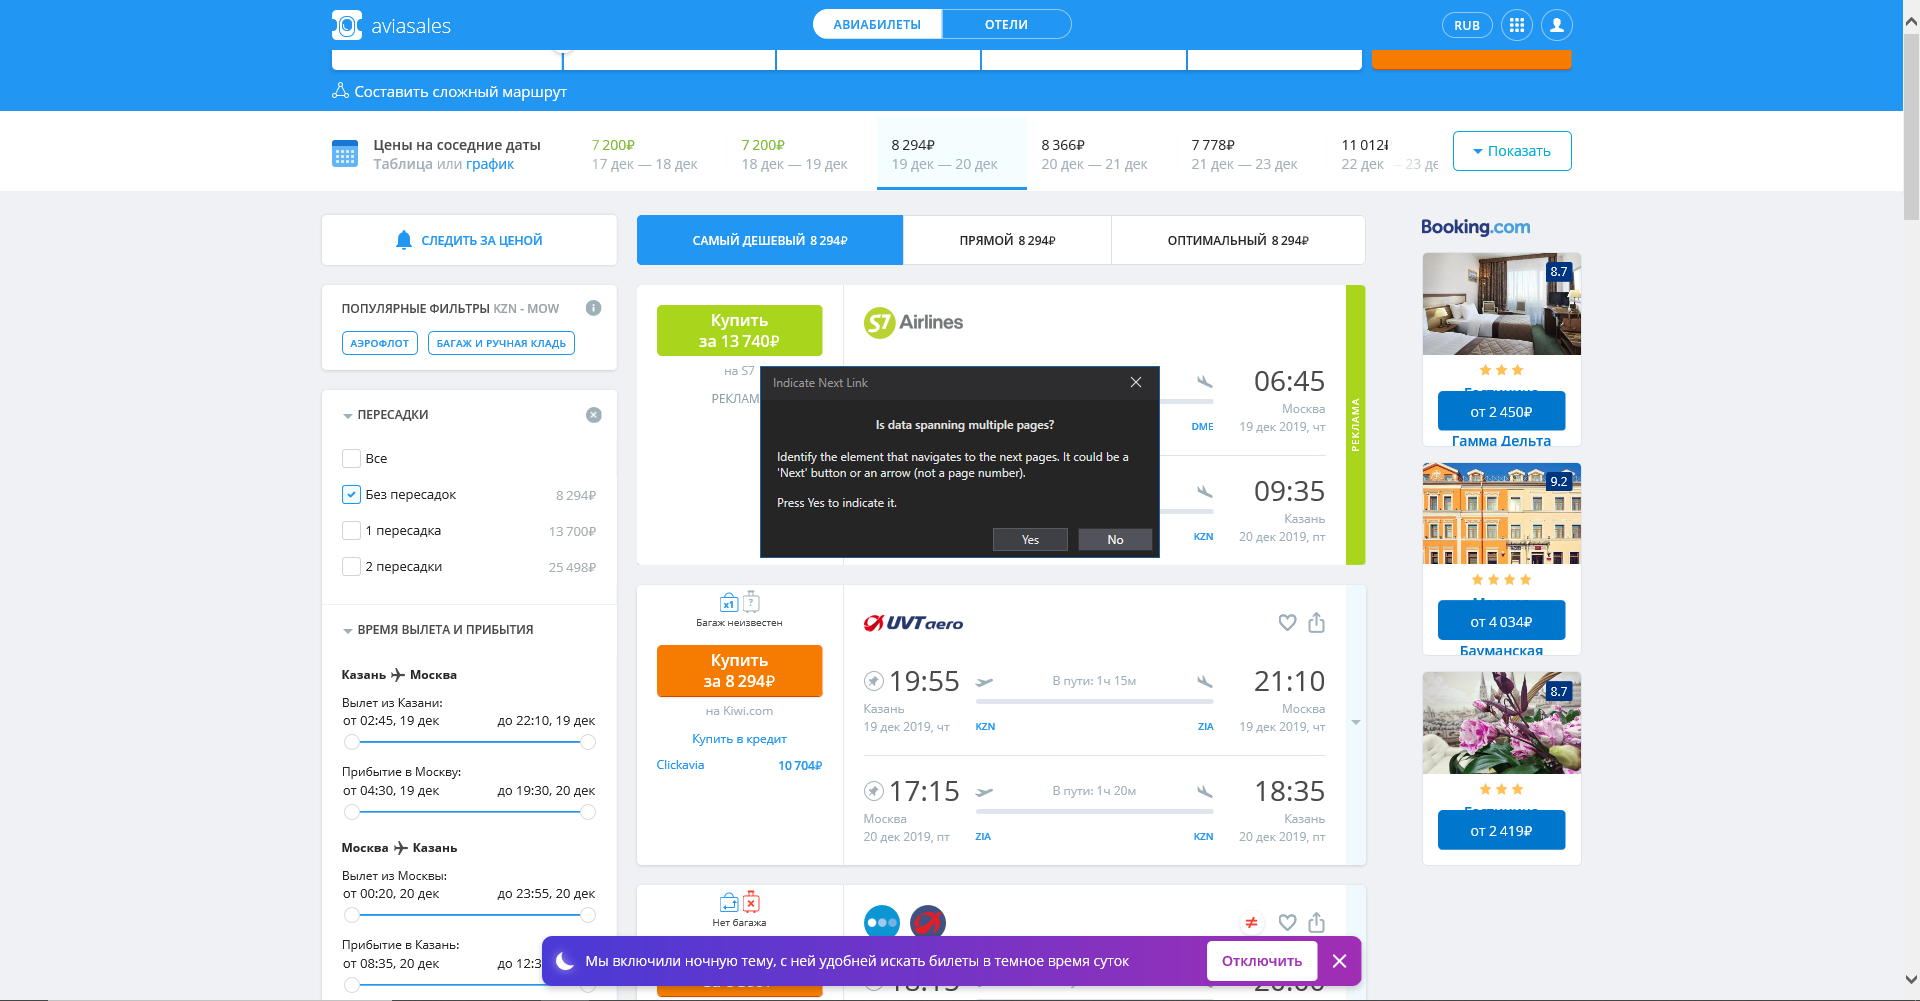 aviasales
АВИАБИЛЕТЫ
ОТЕЛИ
RUB
Составить сложный маршрут
Цены на соседние даты
Таблица или график
7 200₽
17 дек — 18 дек
7 200₽
18 дек — 19 дек
8 294₽
19 дек — 20 дек
8 366₽
20 дек — 21 дек
7 778₽
21 дек — 23 дек
11 012
22 дек — 23 де
Показать
СЛЕДИТЬ ЗА ЦЕНОЙ
САМЫЙ ДЕШЕВЫЙ 8 294₽
ПРЯМОЙ 8 294₽
ОПТИМАЛЬНЫЙ 8 294₽
ПОПУЛЯРНЫЕ ФИЛЬТРЫ KZN - MOW
АЭРОФЛОТ
БАГАЖ И РУЧНАЯ КЛАДЬ
ПЕРЕСАДКИ
Все
Без пересадок 8 294₽
1 пересадка 13 700₽
2 пересадки 25 498₽
ВРЕМЯ ВЫЛЕТА И ПРИБЫТИЯ
Казань Москва
Вылет из Казани:
от 02:45, 19 дек до 22:10, 19 дек
Прибытие в Москву:
от 04:30, 19 дек до 19:30, 20 дек
Москва Казань
Вылет из Москвы:
от 00:20, 20 дек до 23:55, 20 дек
Прибытие в Казань:
от 08:35, 20 дек до 12:3
Купить
за 13 740₽
на S7
РЕКЛАМ
S7 Airlines
06:45
Москва
DME 19 дек 2019, чт
09:35
Казань
KZN 20 дек 2019, пт
РЕКЛАМА
Indicate Next Link
Is data spanning multiple pages?
Identify the element that navigates to the next pages. It could be a
'Next' button or an arrow (not a page number).
Press Yes to indicate it.
Yes
No
x1 ?
Багаж неизвестен
Купить
за 8 294₽
на Kiwi.com
Купить в кредит
Clickavia 10 704₽
UVTaero
19:55 В пути: 1ч 15м 21:10
Казань Москва
19 дек 2019, чт KZN ZIA 19 дек 2019, чт
17:15 В пути: 1ч 20м 18:35
Москва Казань
20 дек 2019, пт ZIA KZN 20 дек 2019, пт
Нет багажа
Мы включили ночную тему, с ней удобней искать билеты в темное время суток
Отключить
Booking.com
8.7
от 2 450₽
Гамма Дельта
9.2
от 4 034₽
Бауманская
8.7
от 2 419₽